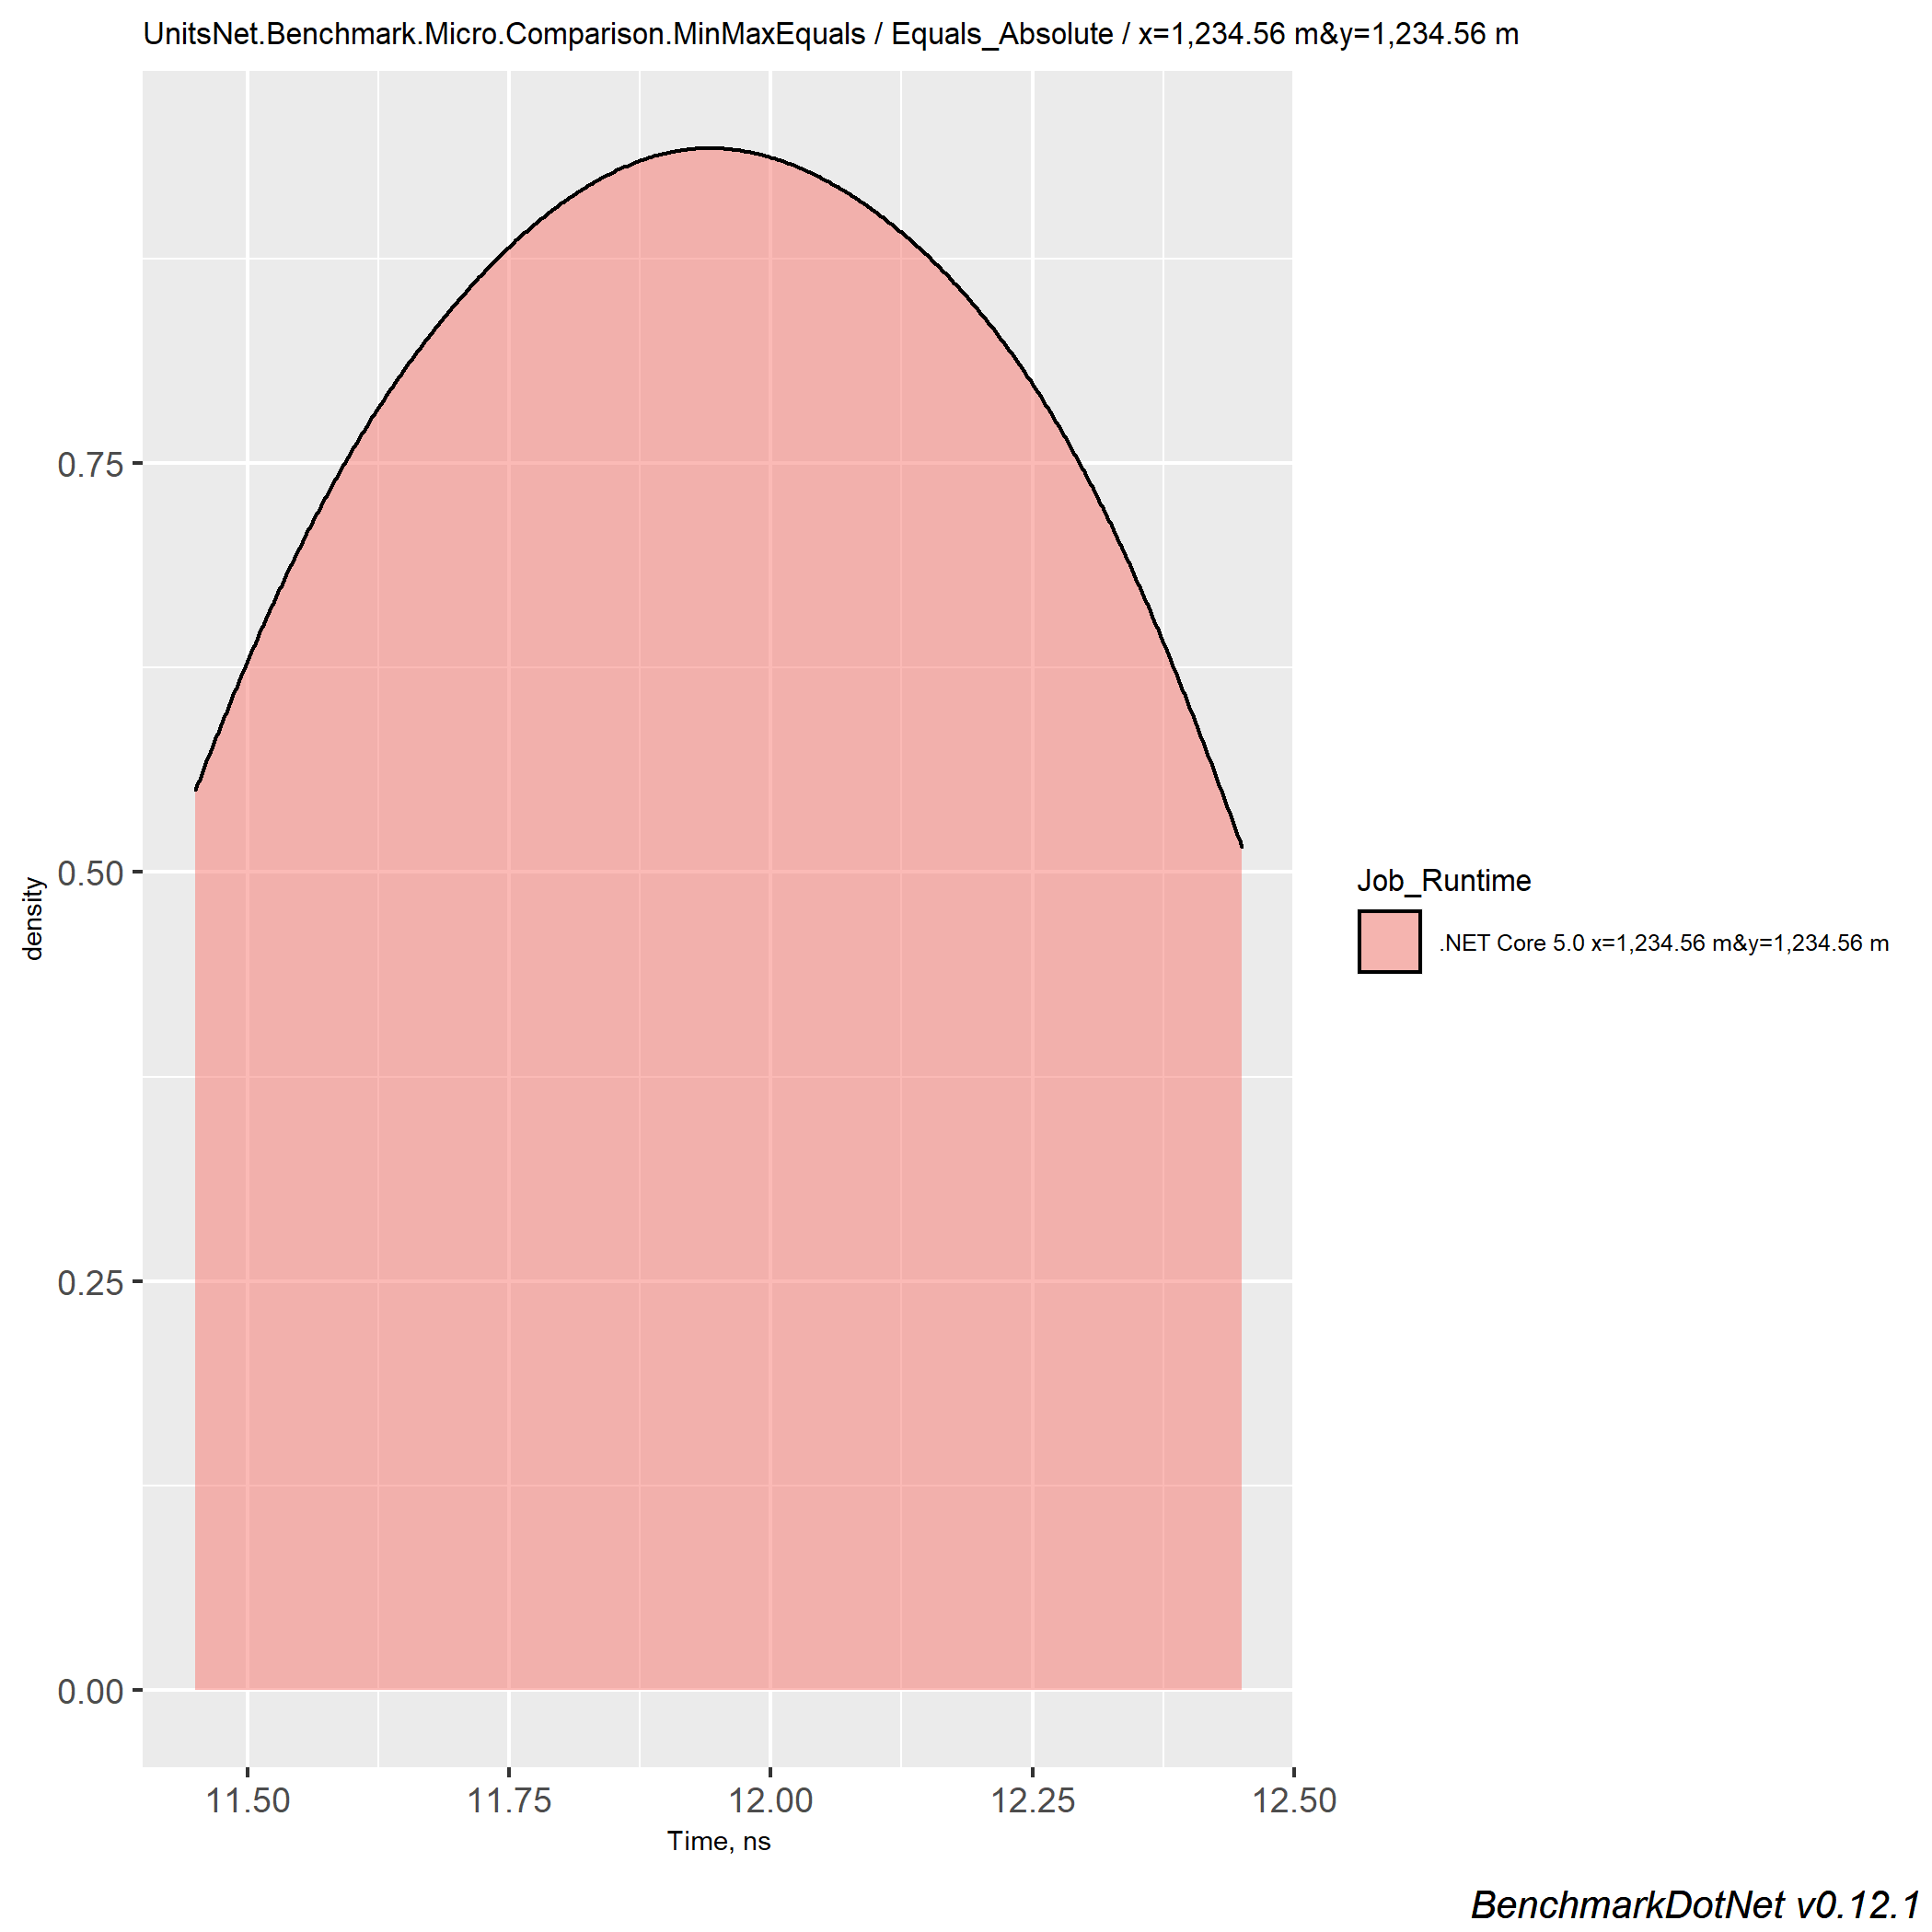 UnitsNet.Benchmark.Micro.Comparison.MinMaxEquals / Equals_Absolute / x=1,234.56 m&y=1,234.56 m
density
0.75
0.50
0.25
0.00
11.50 11.75 12.00 12.25 12.50
Time, ns
Job_Runtime
.NET Core 5.0 x=1,234.56 m&y=1,234.56 m
BenchmarkDotNet v0.12.1